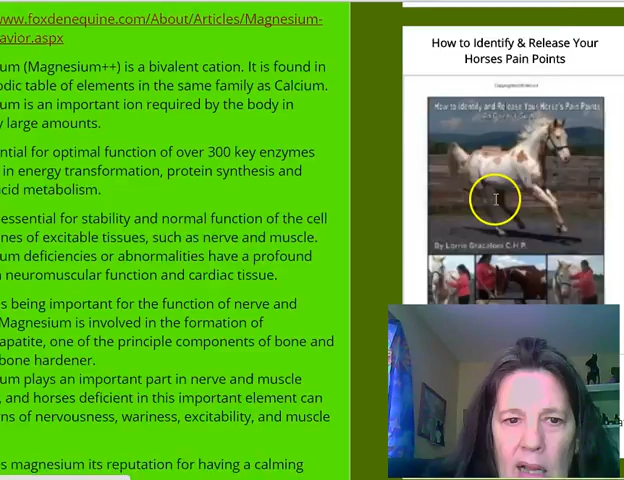 www.foxdenequine.com/About/Articles/Magnesium-
avior.aspx
um (Magnesium++) is a bivalent cation. It is found in
odic table of elements in the same family as Calcium.
um is an important ion required by the body in
y large amounts.
ntial for optimal function of over 300 key enzymes
in energy transformation, protein synthesis and
acid metabolism.
essential for stability and normal function of the cell
nes of excitable tissues, such as nerve and muscle.
um deficiencies or abnormalities have a profound
n neuromuscular function and cardiac tissue.
s being important for the function of nerve and
Magnesium is involved in the formation of
apatite, one of the principle components of bone and
bone hardener.
um plays an important part in nerve and muscle
, and horses deficient in this important element can
ns of nervousness, wariness, excitability, and muscle
s magnesium its reputation for having a calming
How to Identify & Release Your
Horses Pain Points
How to Identify and Release Your Horse's Pain Points
By Lorrie Bracaloni C.H.P.